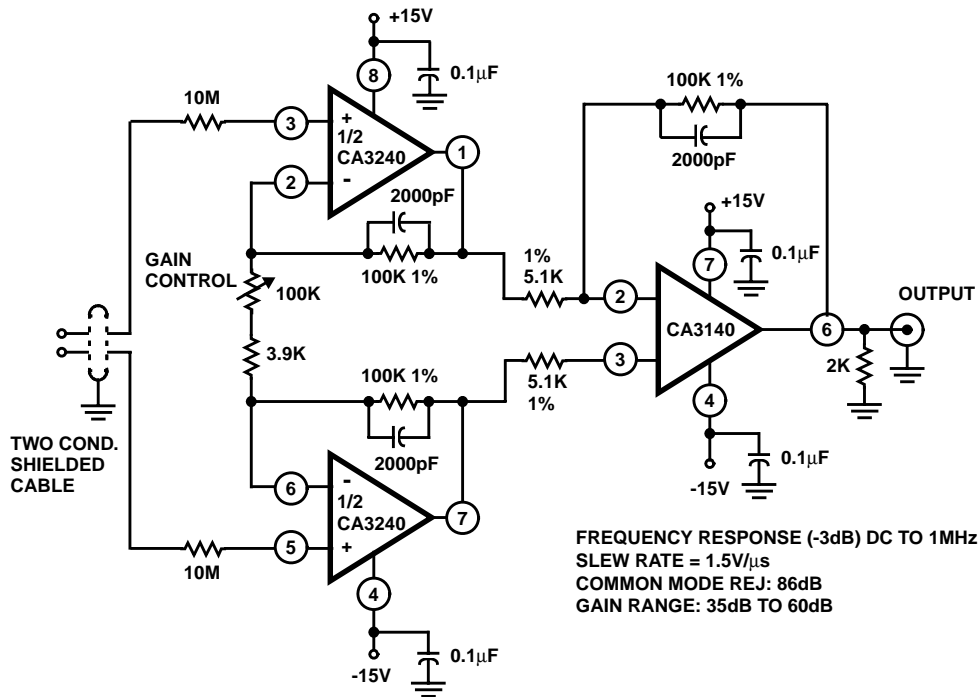 +15V
8
0.1μF
10M
3
+
1/2
CA3240
1
2
-
2000pF
100K 1%
GAIN
CONTROL
100K
3.9K
100K 1%
2000pF
TWO COND.
SHIELDED
CABLE
6
-
1/2
CA3240
7
5
+
10M
4
0.1μF
-15V
100K 1%
2000pF
+15V
0.1μF
7
1%
5.1K
2
CA3140
6
OUTPUT
3
5.1K
1%
2K
4
0.1μF
-15V
FREQUENCY RESPONSE (-3dB) DC TO 1MHz
SLEW RATE = 1.5V/μs
COMMON MODE REJ: 86dB
GAIN RANGE: 35dB TO 60dB